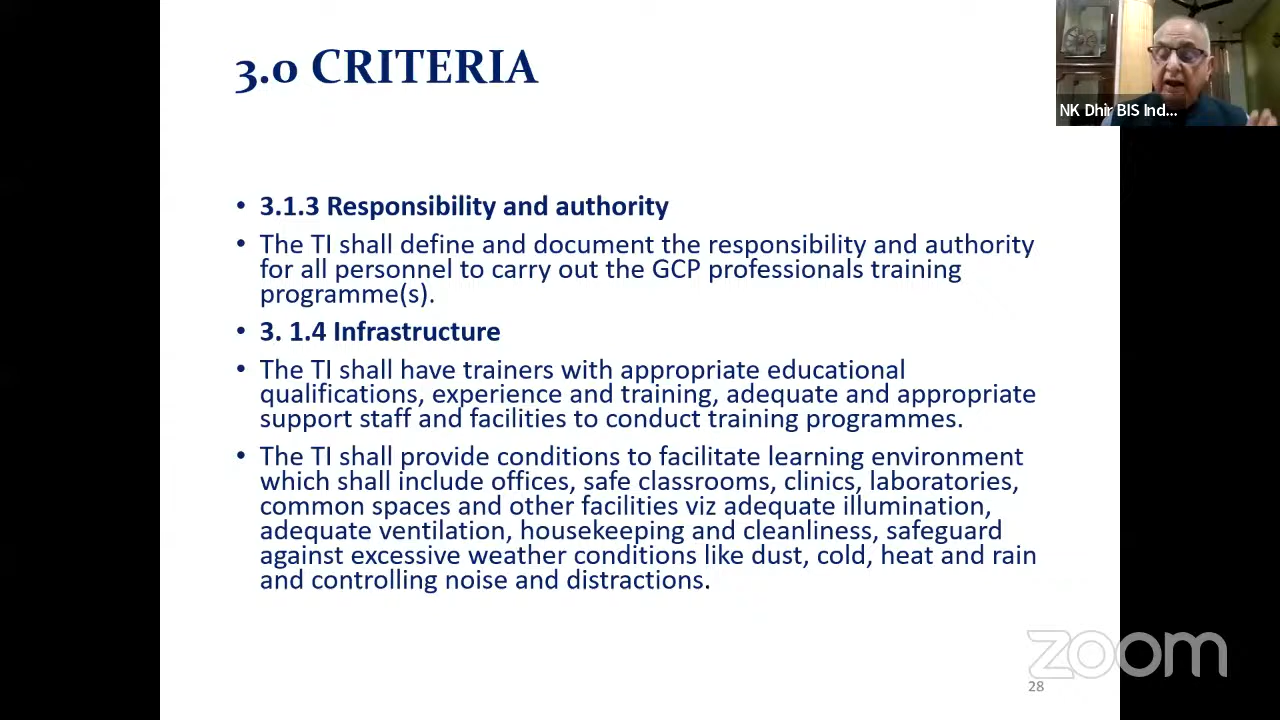 3.0 CRITERIA
NK Dhir BIS Ind...
• 3.1.3 Responsibility and authority
• The TI shall define and document the responsibility and authority
for all personnel to carry out the GCP professionals training
programme(s).
• 3. 1.4 Infrastructure
• The TI shall have trainers with appropriate educational
qualifications, experience and training, adequate and appropriate
support staff and facilities to conduct training programmes.
• The TI shall provide conditions to facilitate learning environment
which shall include offices, safe classrooms, clinics, laboratories,
common spaces and other facilities viz adequate illumination,
adequate ventilation, housekeeping and cleanliness, safeguard
against excessive weather conditions like dust, cold, heat and rain
and controlling noise and distractions.
zoom
28